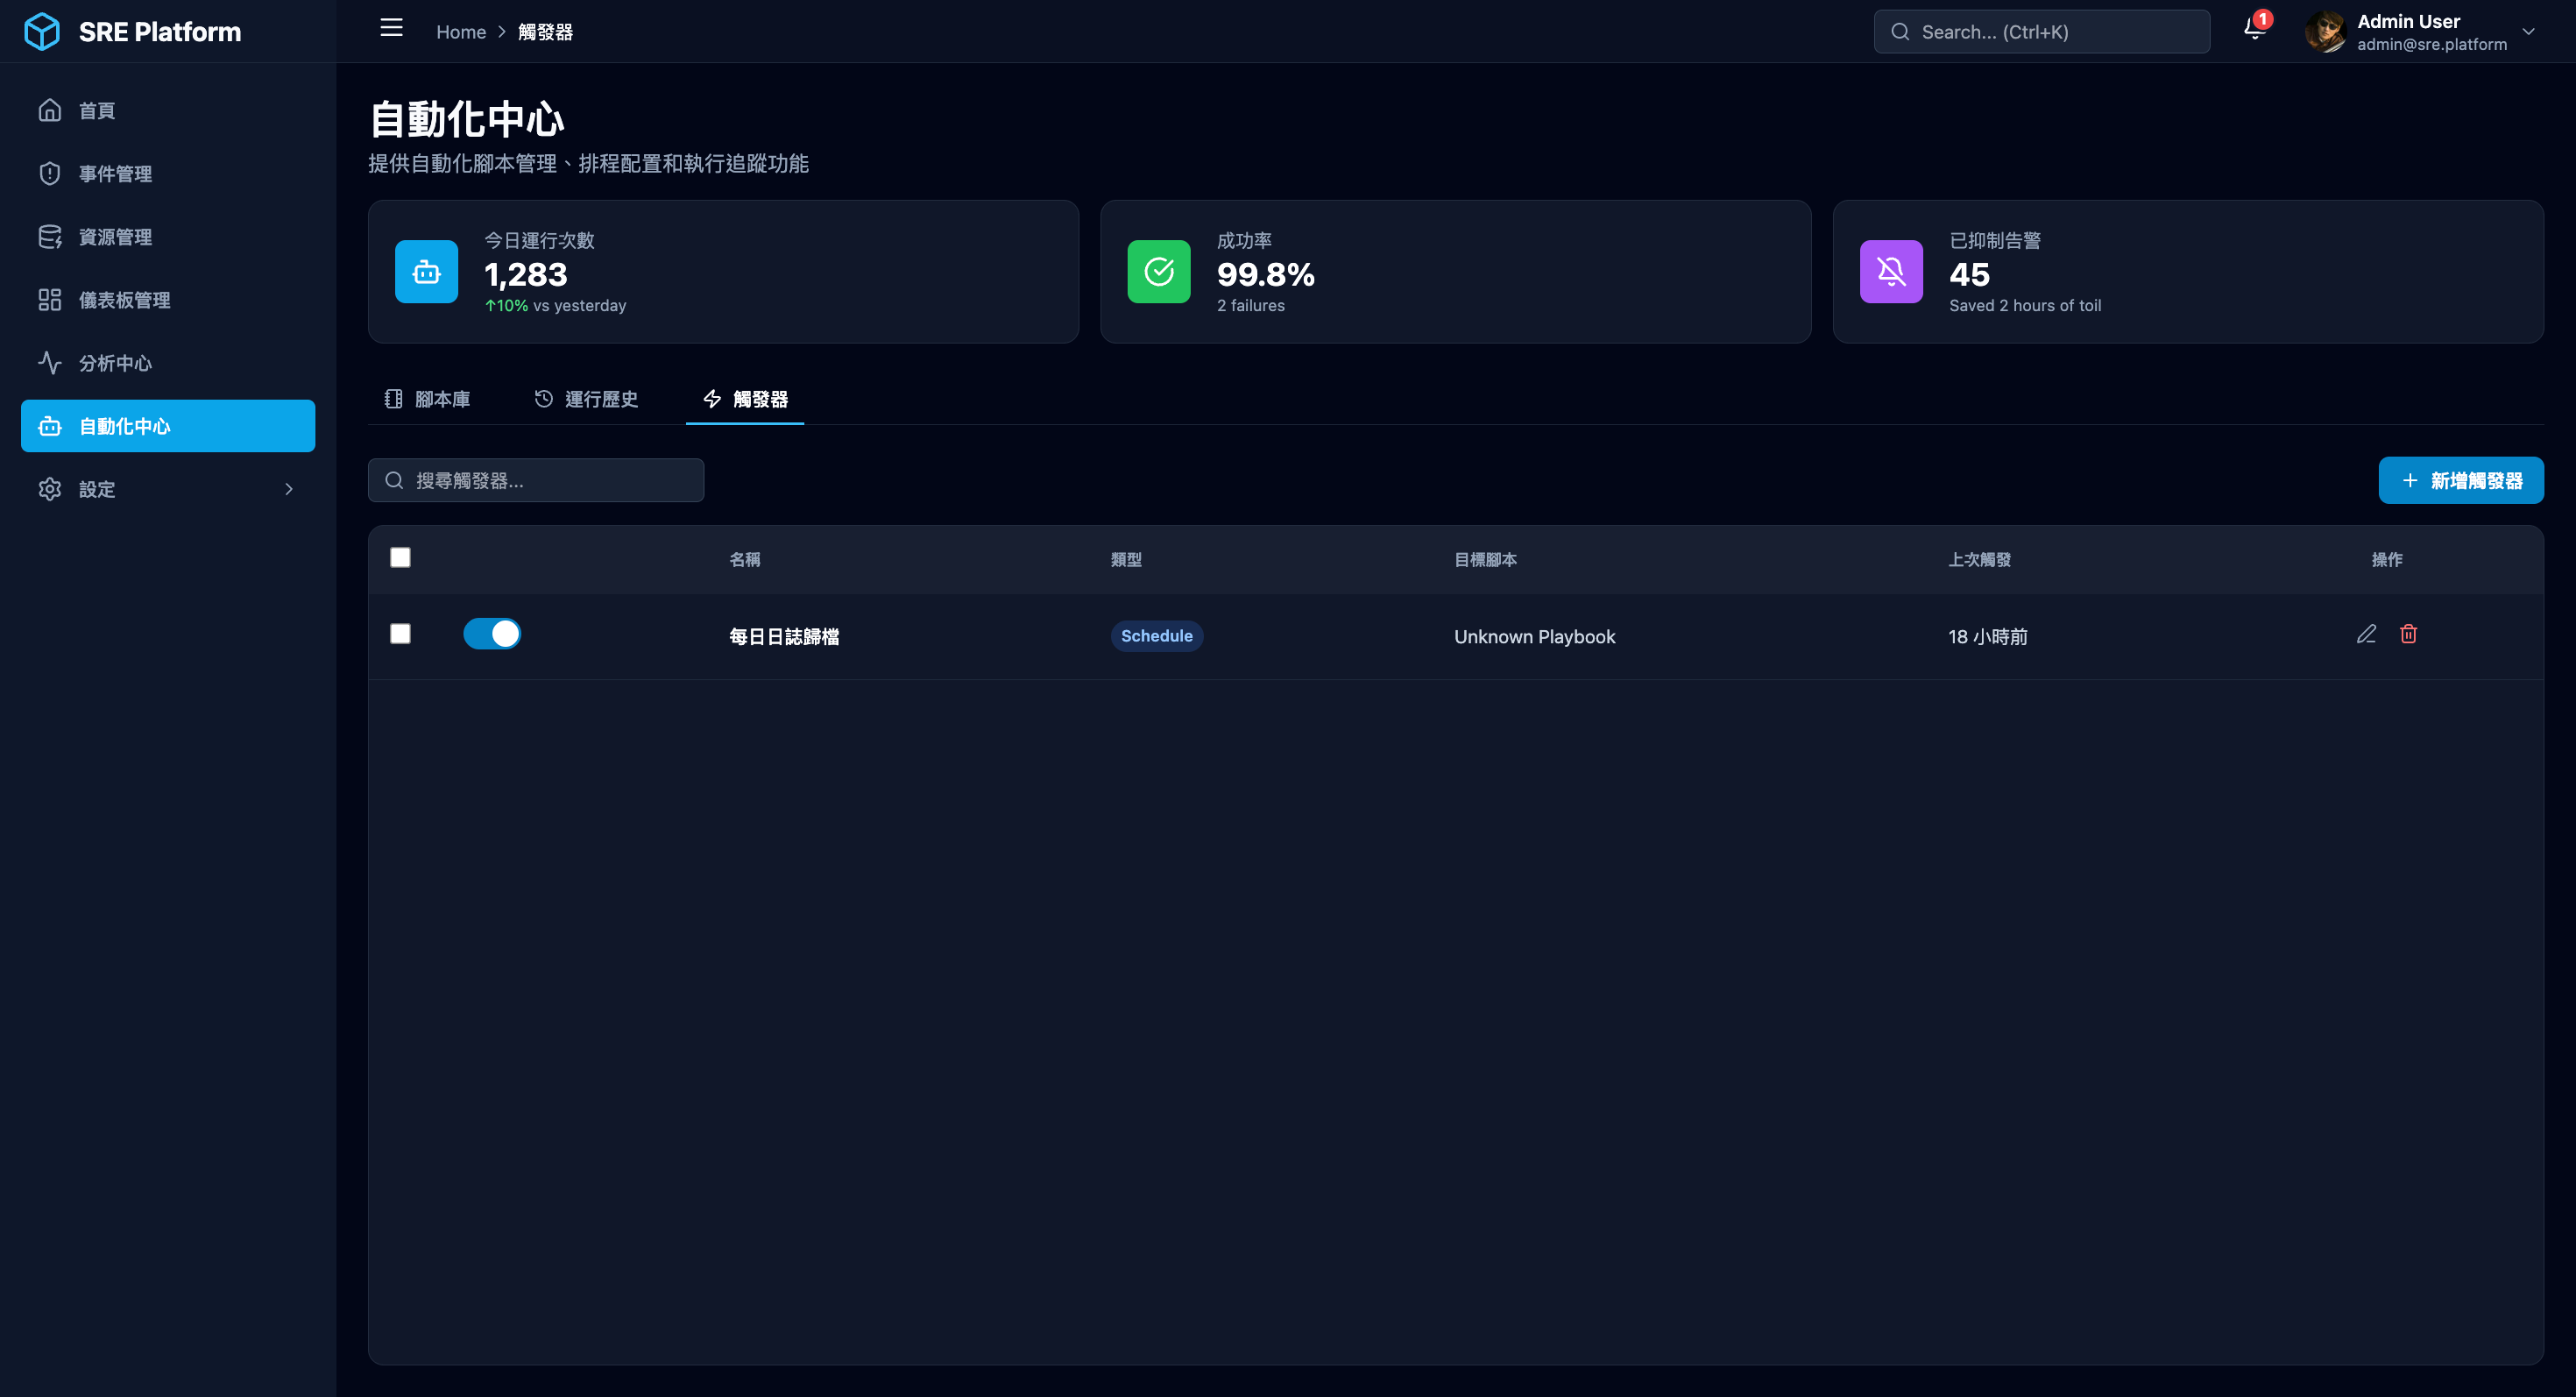 SRE Platform
Home > 觸發器
Search... (Ctrl+K)
1
Admin User
admin@sre.platform
首頁
事件管理
資源管理
儀表板管理
分析中心
自動化中心
設定
自動化中心
提供自動化腳本管理、排程配置和執行追蹤功能
今日運行次數
1,283
↑10% vs yesterday
成功率
99.8%
2 failures
已抑制告警
45
Saved 2 hours of toil
腳本庫
運行歷史
觸發器
搜尋觸發器...
新增觸發器
名稱 類型 目標腳本 上次觸發 操作
每日日誌歸檔 Schedule Unknown Playbook 18 小時前